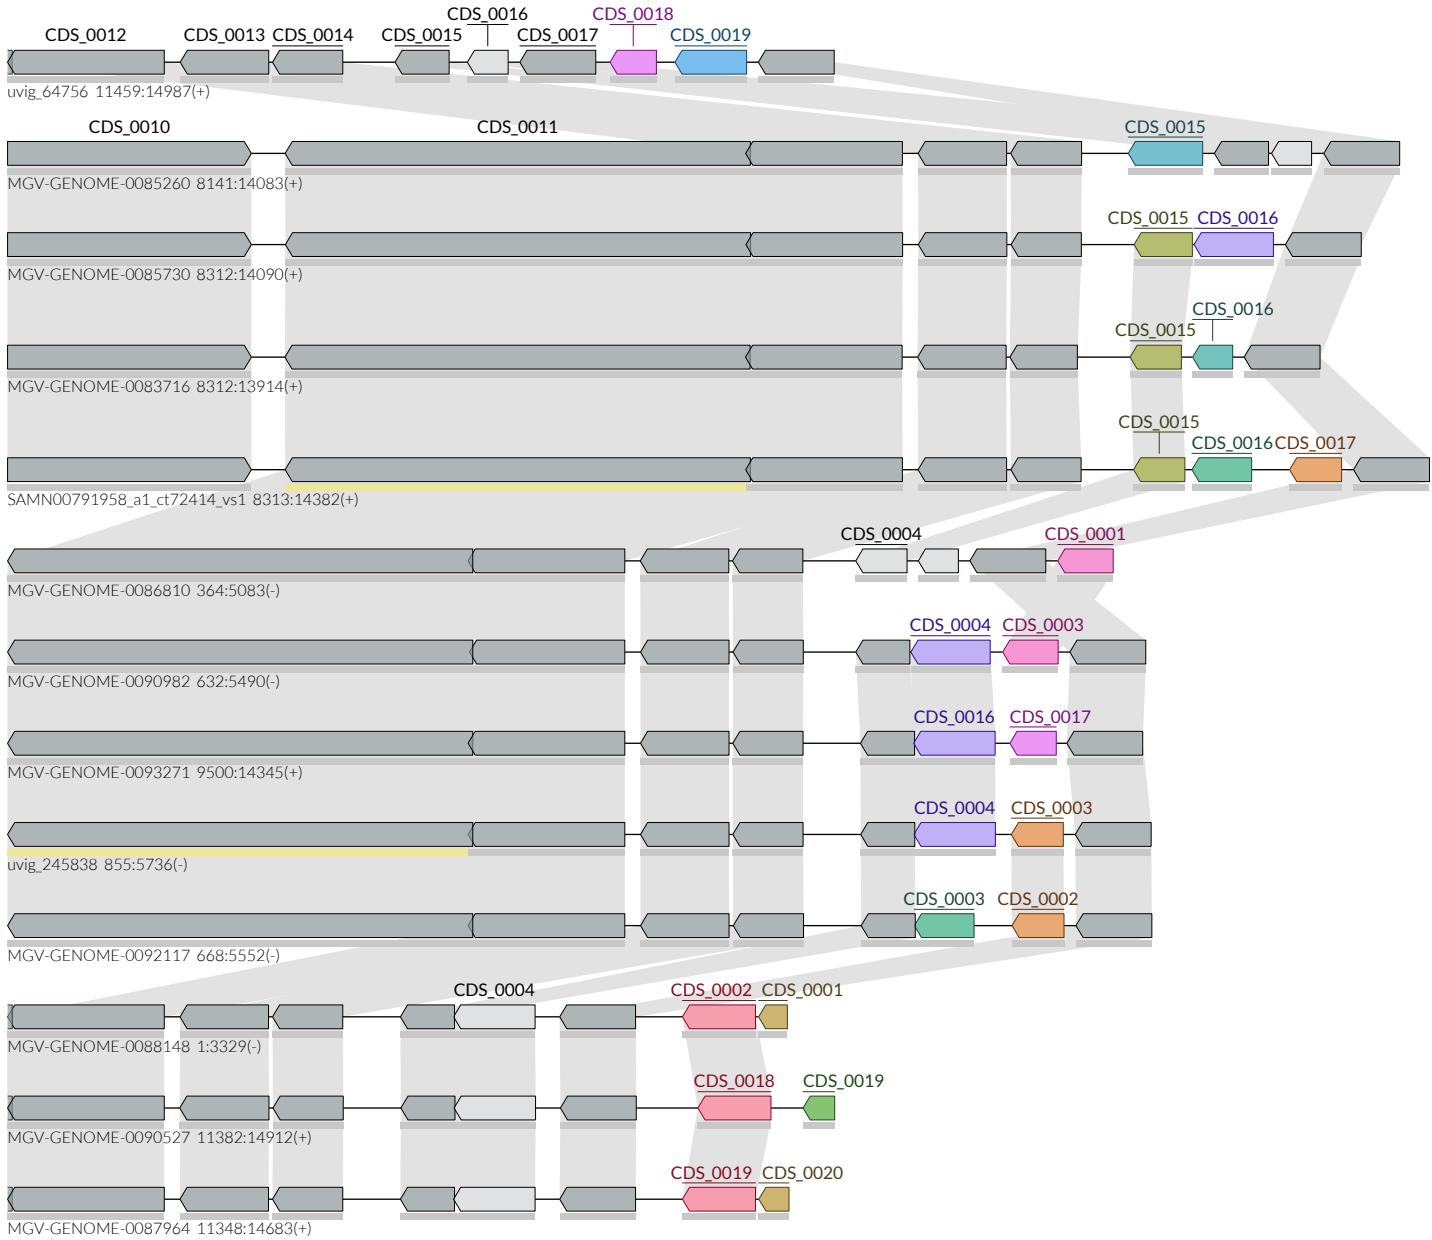 CDS_0016 CDS_0018
CDS_0012 CDS_0013 CDS_0014 CDS_0015 CDS_0017 CDS_0019
uvig_64756 11459:14987(+)
CDS_0010 CDS_0011 CDS_0015
MGV-GENOME-0085260 8141:14083(+)
CDS_0015 CDS_0016
MGV-GENOME-0085730 8312:14090(+)
CDS_0016
CDS_0015
MGV-GENOME-0083716 8312:13914(+)
CDS_0015
CDS_0016 CDS_0017
SAMN00791958_a1_ct72414_vs1 8313:14382(+)
CDS_0004 CDS_0001
MGV-GENOME-0086810 364:5083(-)
CDS_0004 CDS_0003
MGV-GENOME-0090982 632:5490(-)
CDS_0016 CDS_0017
MGV-GENOME-0093271 9500:14345(+)
CDS_0004 CDS_0003
uvig_245838 855:5736(-)
CDS_0003 CDS_0002
MGV-GENOME-0092117 668:5552(-)
CDS_0004 CDS_0002 CDS_0001
MGV-GENOME-0088148 1:3329(-)
CDS_0018 CDS_0019
MGV-GENOME-0090527 11382:14912(+)
CDS_0019 CDS_0020
MGV-GENOME-0087964 11348:14683(+)